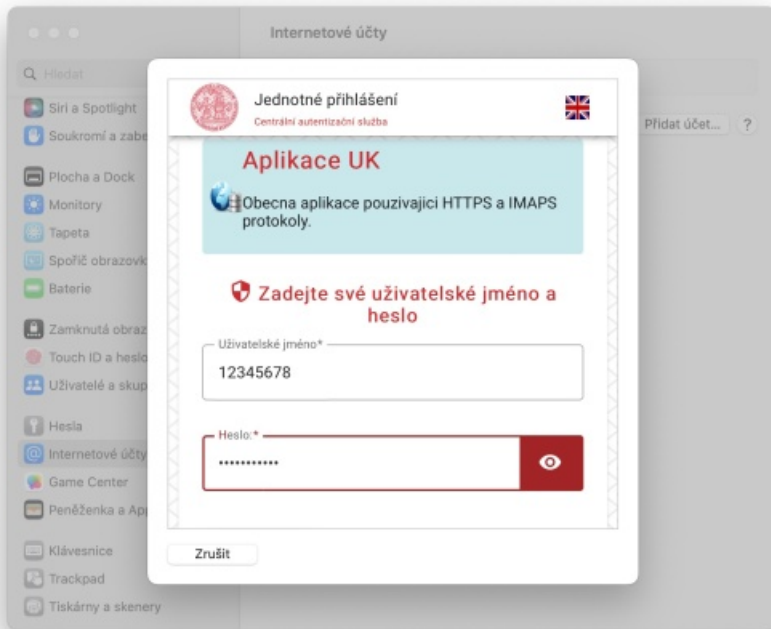 Internetové účty
Hledat
Siri a Spotlight
Soukromí a zabe
Plocha a Dock
Monitory
Tapeta
Spořič obrazovk
Baterie
Zamknutá obraz
Touch ID a heslo
Uživatelé a skup
Hesla
Internetové účty
Game Center
Peněženka a App
Klávesnice
Trackpad
Tiskárny a skenery
Přidat účet...
?
Jednotné přihlášení
Centrální autentizační služba
Aplikace UK
Obecna aplikace pouzivajici HTTPS a IMAPS
protokoly.
Zadejte své uživatelské jméno a
heslo
Uživatelské jméno*
12345678
Heslo:*
•••••••••••
Zrušit